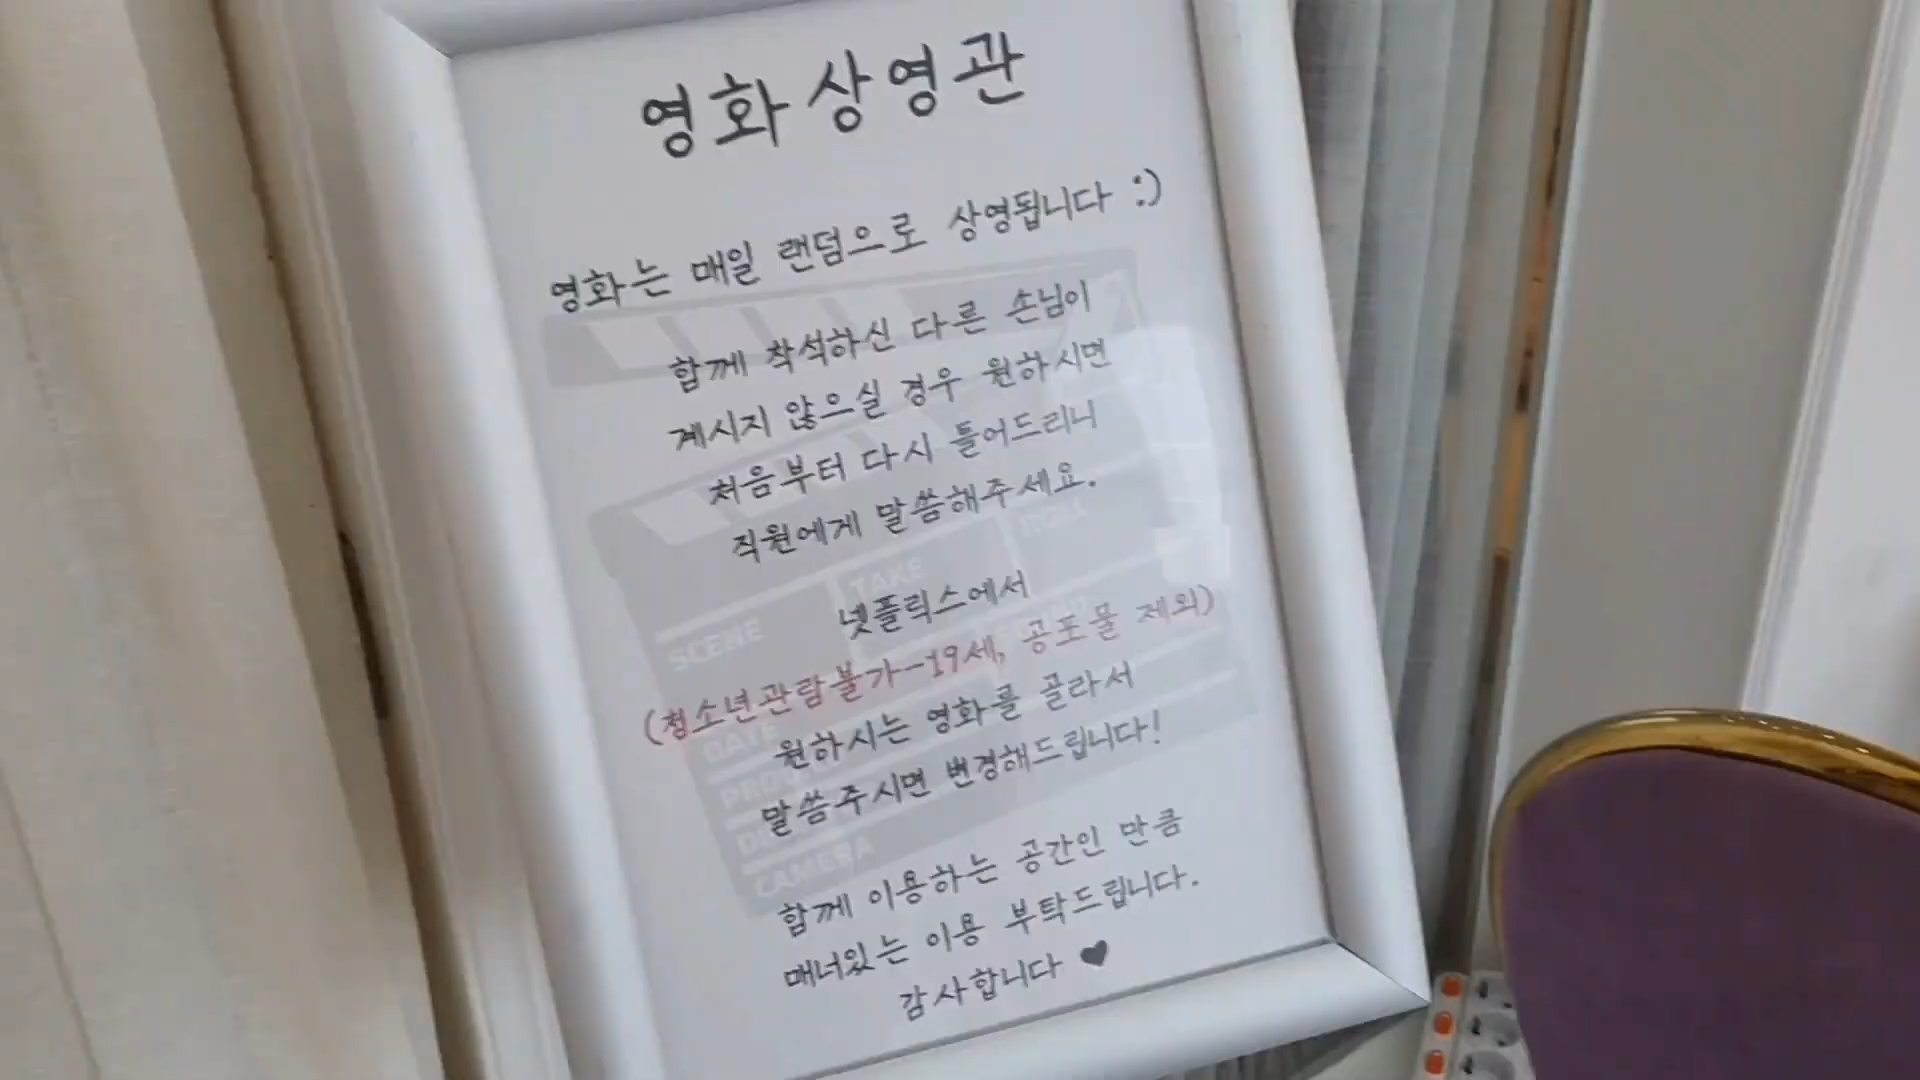 영화상영관
영화는 매일 랜덤으로 상영됩니다 :)
함께 착석하신 다른 손님이
계시지 않으실 경우 원하시면
처음부터 다시 틀어드리니
직원에게 말씀해주세요.
넷플릭스에서
(청소년관람불가-19세, 공포물 제외)
원하시는 영화를 골라서
말씀주시면 변경해드립니다!
함께 이용하는 공간인 만큼
매너있는 이용 부탁드립니다.
감사합니다 ♥
SCENE
TAKE
ROLL
DATE
CAMERA